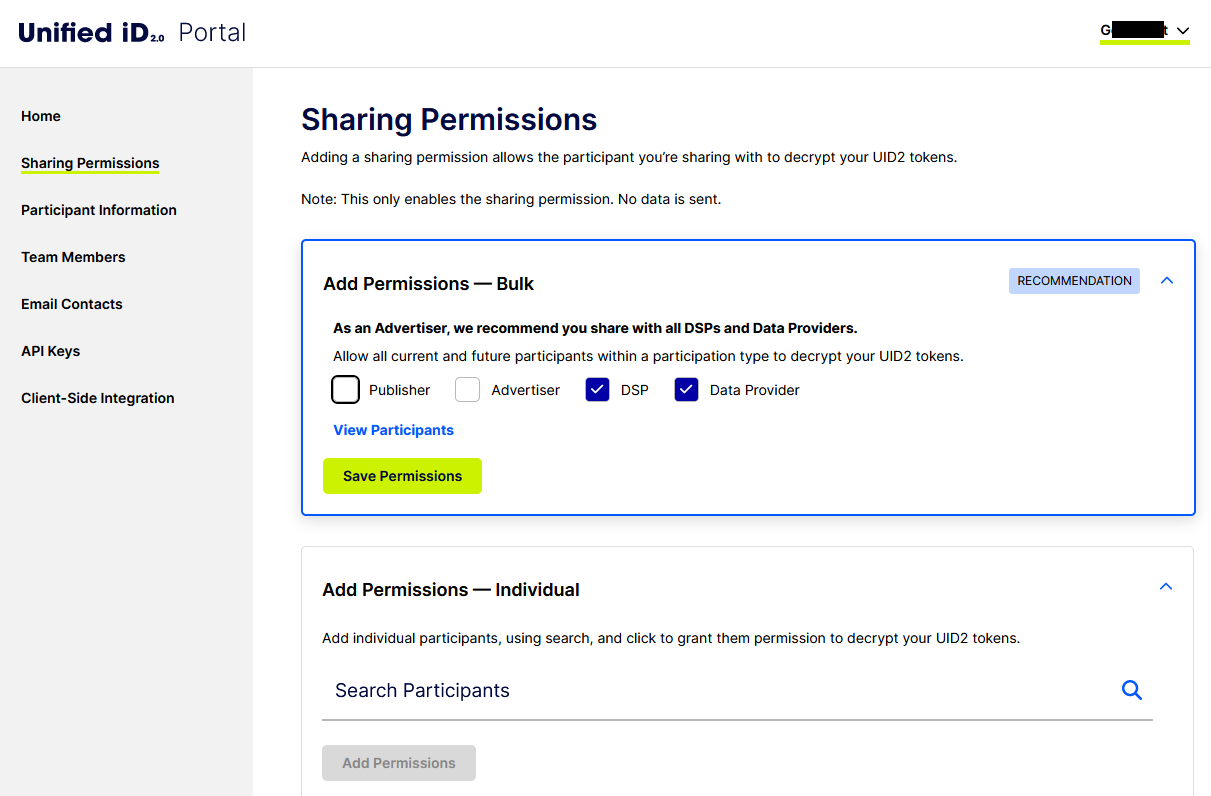 Unified iD2.0 Portal
Home
Sharing Permissions
Participant Information
Team Members
Email Contacts
API Keys
Client-Side Integration
Sharing Permissions
Adding a sharing permission allows the participant you’re sharing with to decrypt your UID2 tokens.
Note: This only enables the sharing permission. No data is sent.
Add Permissions — Bulk
RECOMMENDATION
As an Advertiser, we recommend you share with all DSPs and Data Providers.
Allow all current and future participants within a participation type to decrypt your UID2 tokens.
Publisher Advertiser DSP Data Provider
View Participants
Save Permissions
Add Permissions — Individual
Add individual participants, using search, and click to grant them permission to decrypt your UID2 tokens.
Search Participants
Add Permissions